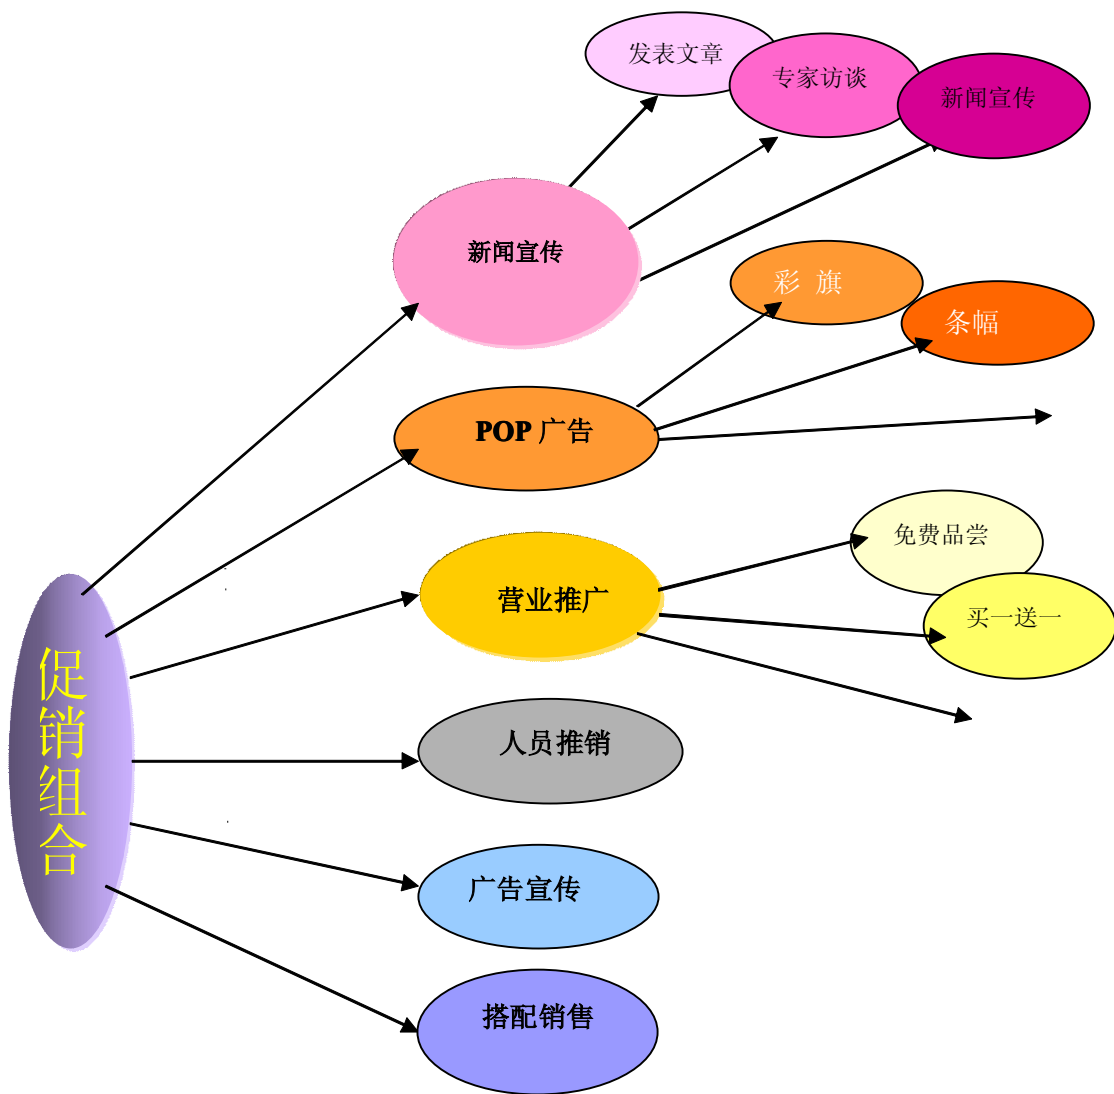 发表文章
专家访谈
新闻宣传
新闻宣传
彩 旗
条幅
POP 广告
免费品尝
营业推广
买一送一
促销组合
人员推销
广告宣传
搭配销售